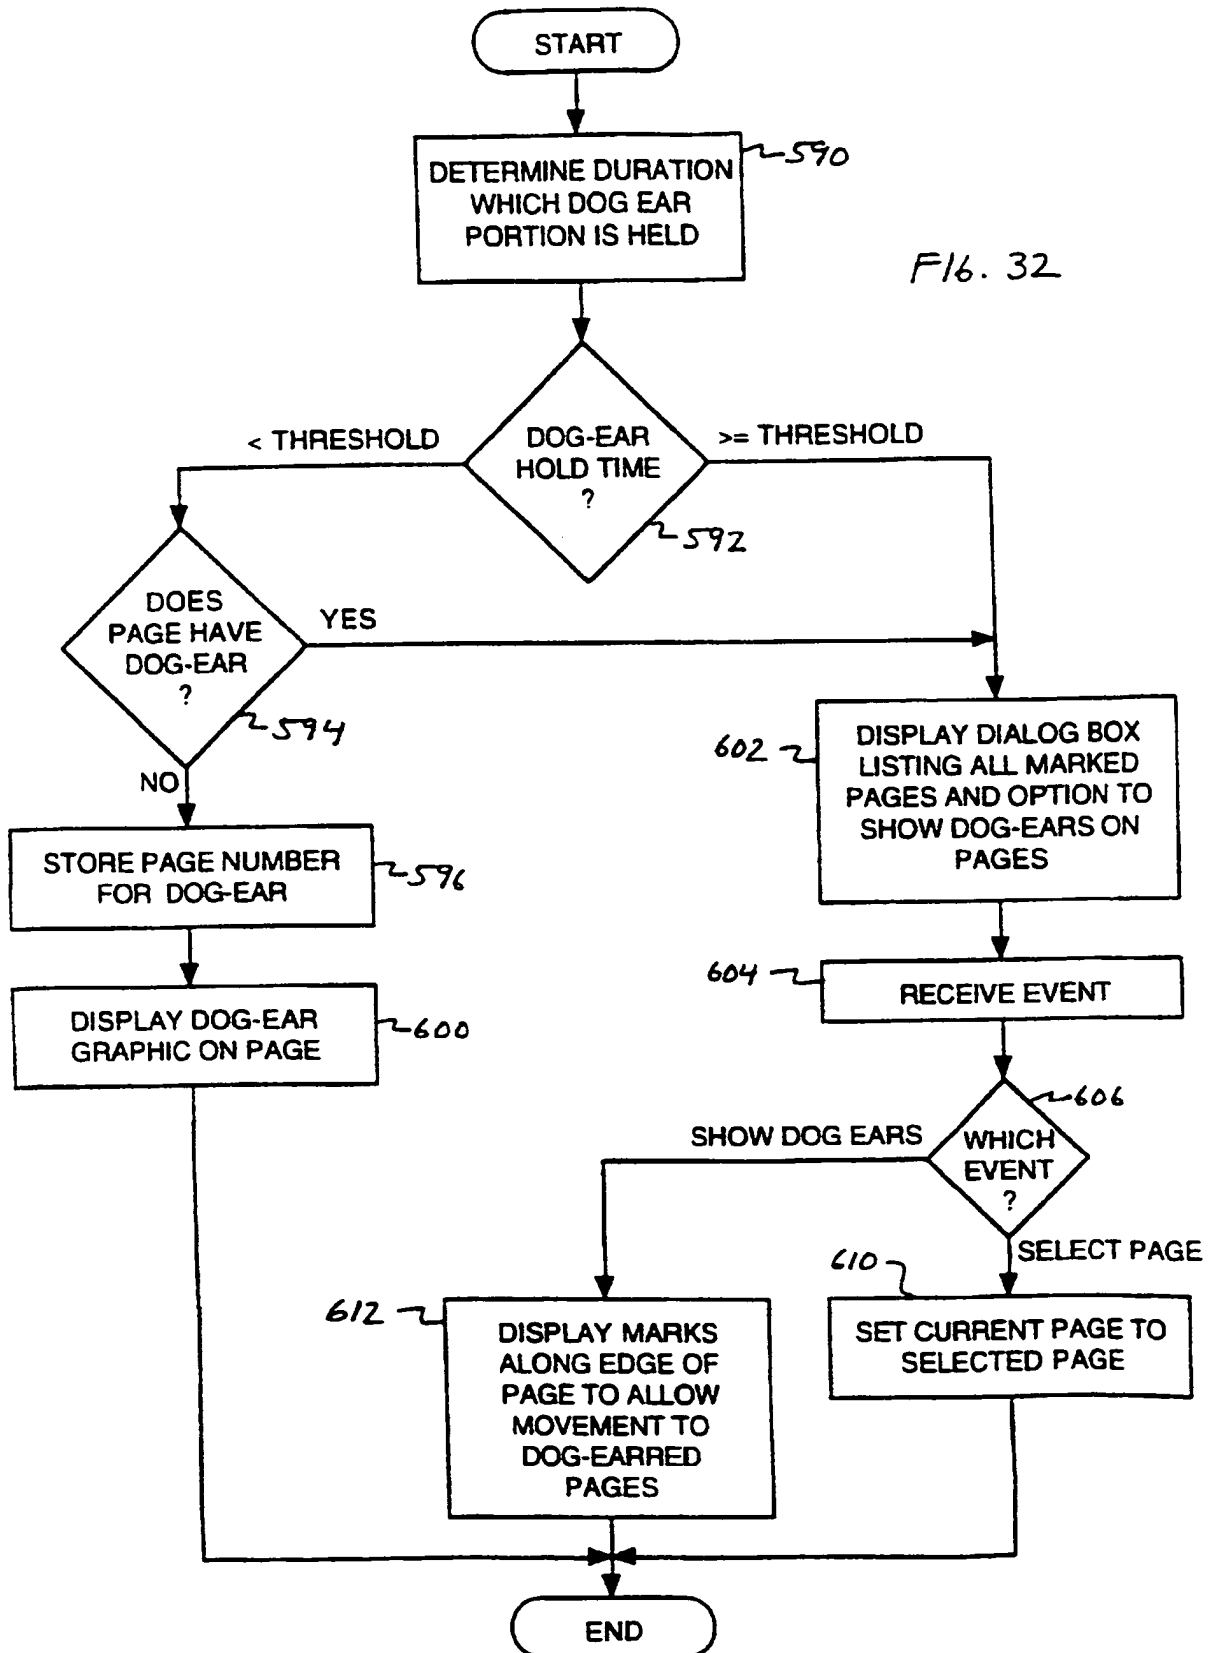 START
DETERMINE DURATION
WHICH DOG EAR
PORTION IS HELD
590
FIG. 32
< THRESHOLD
DOG-EAR
HOLD TIME
?
>= THRESHOLD
592
DOES
PAGE HAVE
DOG-EAR
?
YES
594
NO
602
DISPLAY DIALOG BOX
LISTING ALL MARKED
PAGES AND OPTION TO
SHOW DOG-EARS ON
PAGES
STORE PAGE NUMBER
FOR DOG-EAR
596
604
RECEIVE EVENT
DISPLAY DOG-EAR
GRAPHIC ON PAGE
600
606
SHOW DOG EARS
WHICH
EVENT
?
SELECT PAGE
610
612
DISPLAY MARKS
ALONG EDGE OF
PAGE TO ALLOW
MOVEMENT TO
DOG-EARRED
PAGES
SET CURRENT PAGE TO
SELECTED PAGE
END